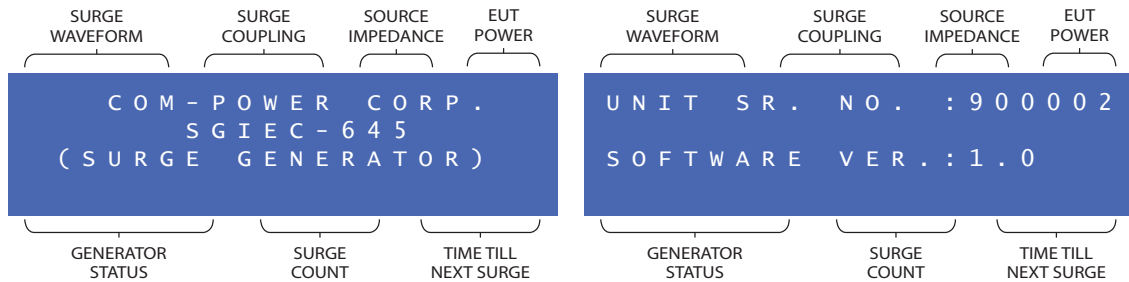 SURGE WAVEFORM
SURGE COUPLING
SOURCE IMPEDANCE
EUT POWER
COM-POWER CORP.
SGIEC-645
(SURGE GENERATOR)
GENERATOR STATUS
SURGE COUNT
TIME TILL NEXT SURGE
SURGE WAVEFORM
SURGE COUPLING
SOURCE IMPEDANCE
EUT POWER
UNIT SR. NO. :900002
SOFTWARE VER.:1.0
GENERATOR STATUS
SURGE COUNT
TIME TILL NEXT SURGE